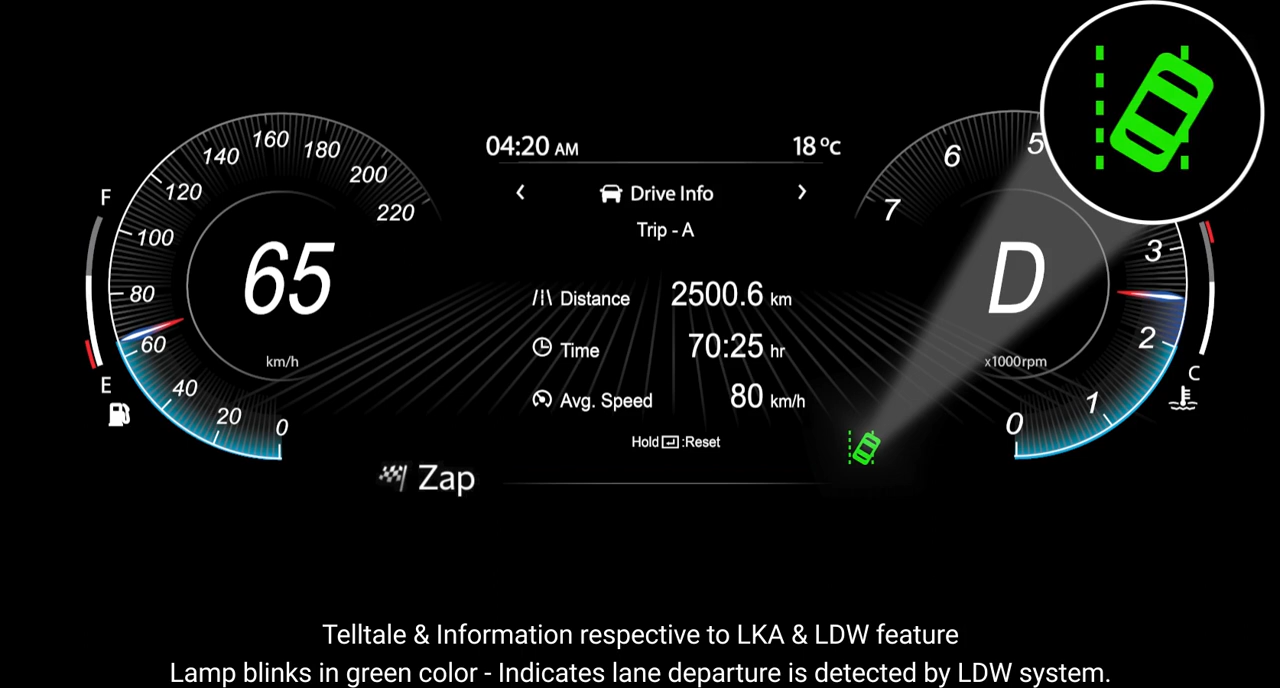 04:20 AM
18 °C
Drive Info
Trip - A
Distance 2500.6 km
Time 70:25 hr
Avg. Speed 80 km/h
Hold :Reset
Zap
F
E
0
20
40
60
80
100
120
140
160
180
200
220
65
km/h
7
6
5
3
2
1
0
D
x1000rpm
C
Telltale & Information respective to LKA & LDW feature
Lamp blinks in green color - Indicates lane departure is detected by LDW system.